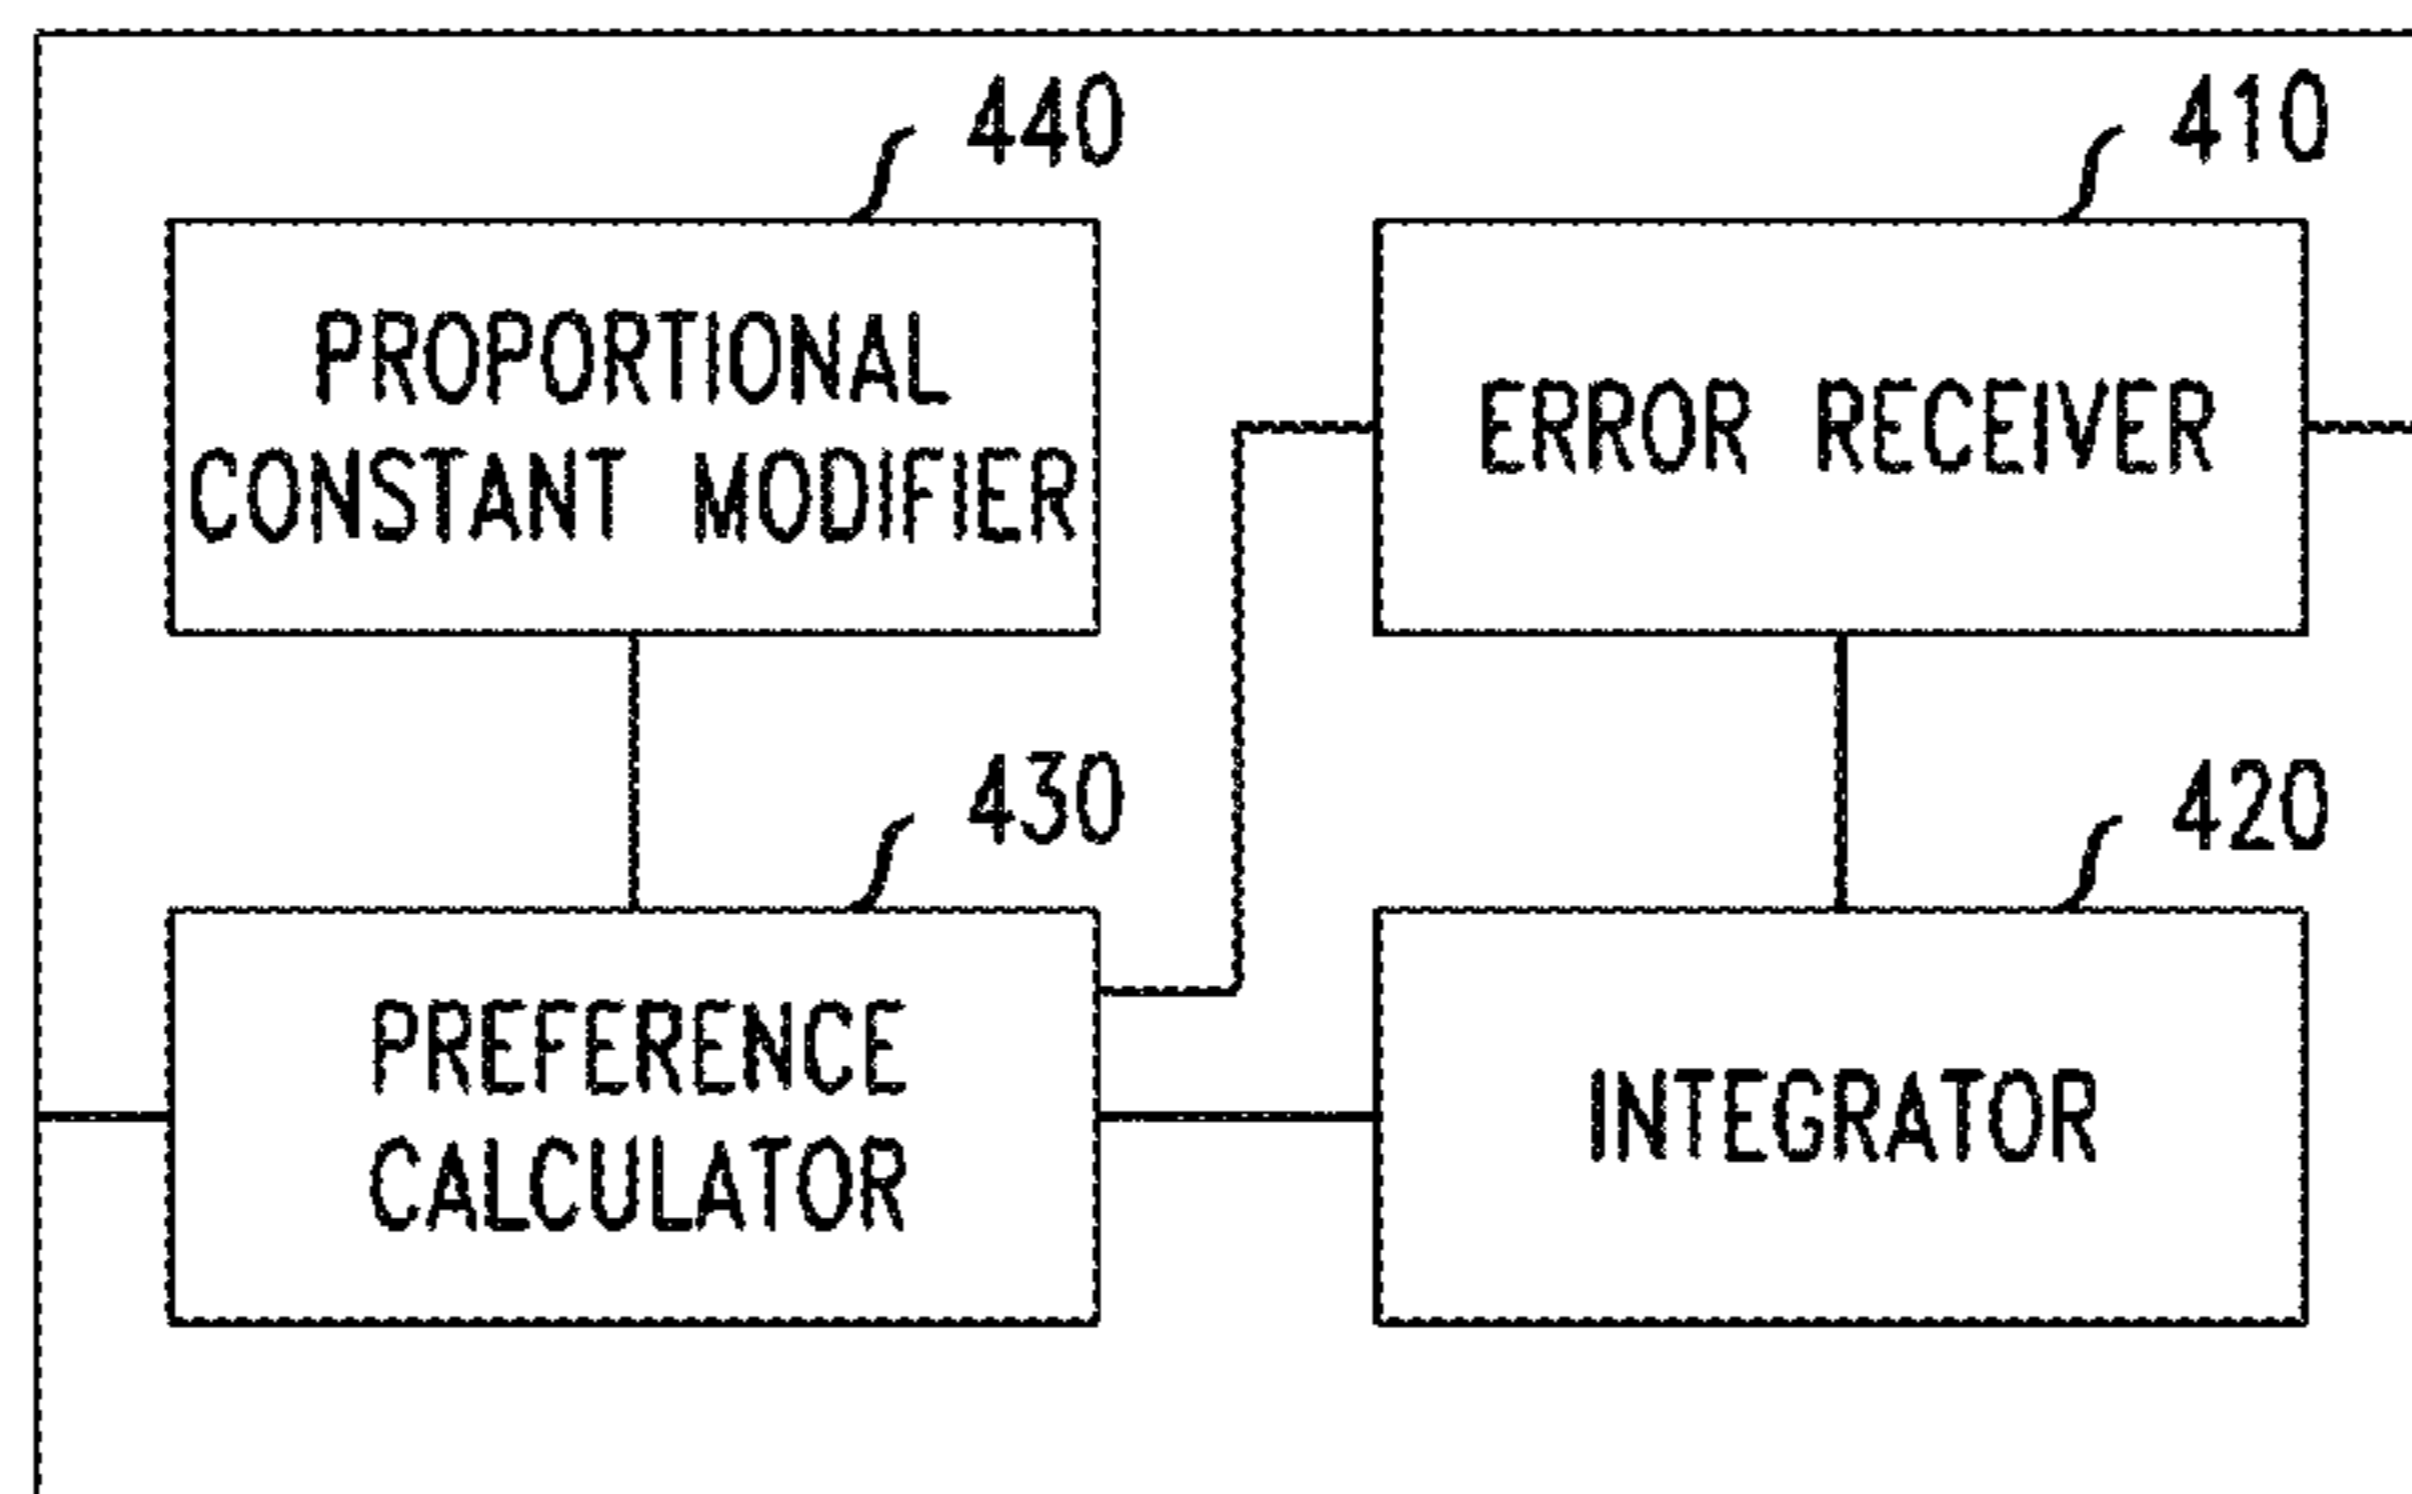 440
410
PROPORTIONAL
CONSTANT MODIFIER
ERROR RECEIVER
430
420
PREFERENCE
CALCULATOR
INTEGRATOR